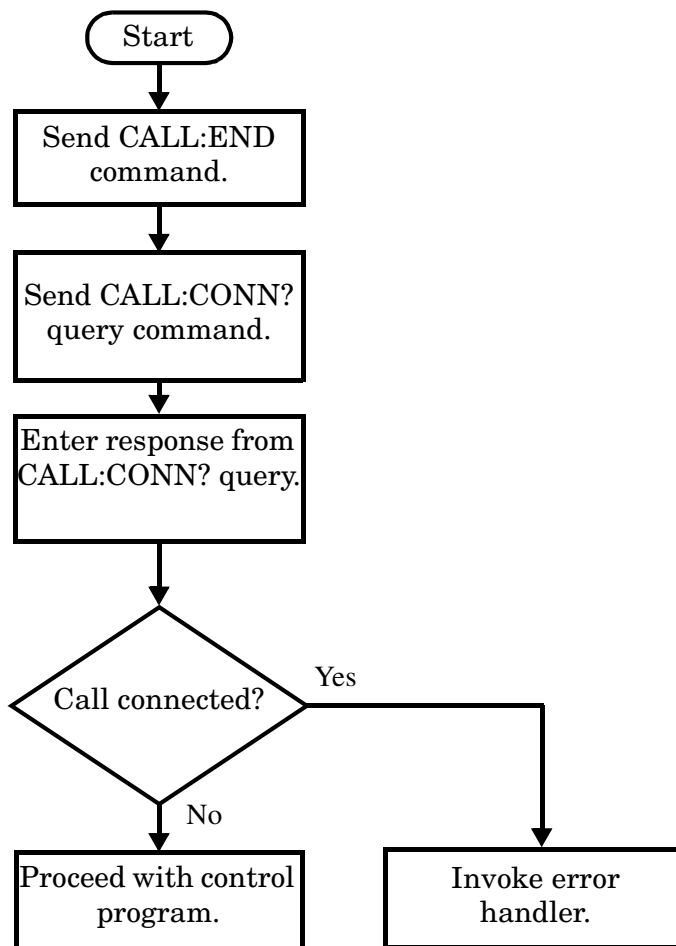 Start
Send CALL:END
command.
Send CALL:CONN?
query command.
Enter response from
CALL:CONN? query.
Call connected?
Yes
No
Proceed with control
program.
Invoke error
handler.